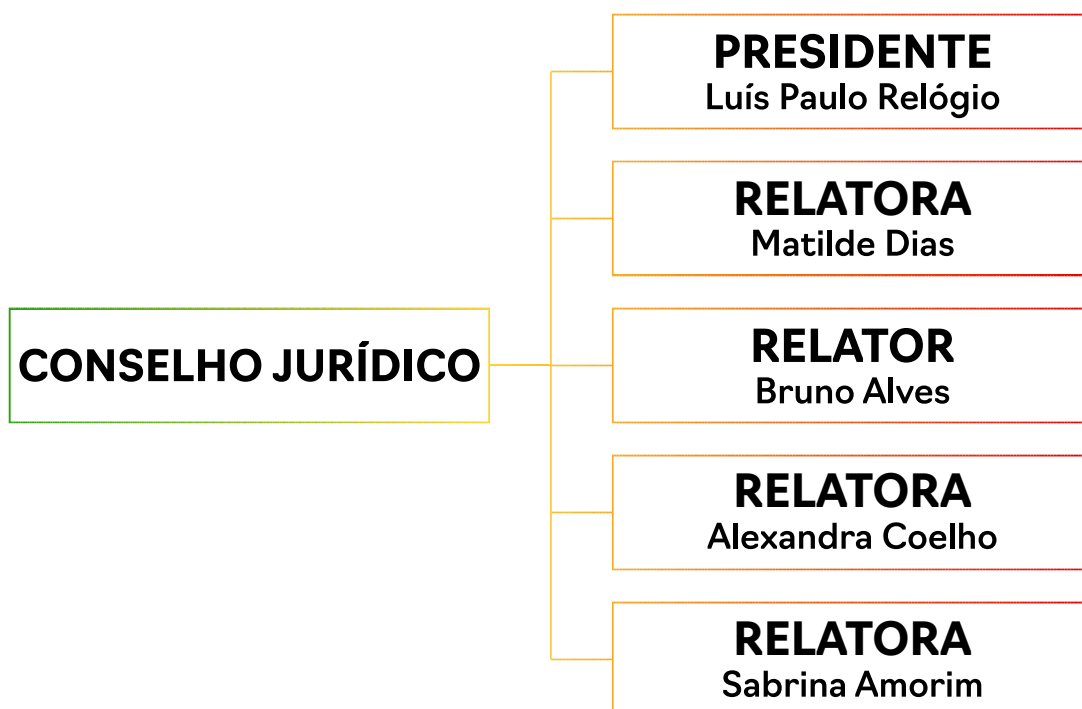 CONSELHO JURÍDICO
PRESIDENTE
Luís Paulo Relógio
RELATORA
Matilde Dias
RELATOR
Bruno Alves
RELATORA
Alexandra Coelho
RELATORA
Sabrina Amorim